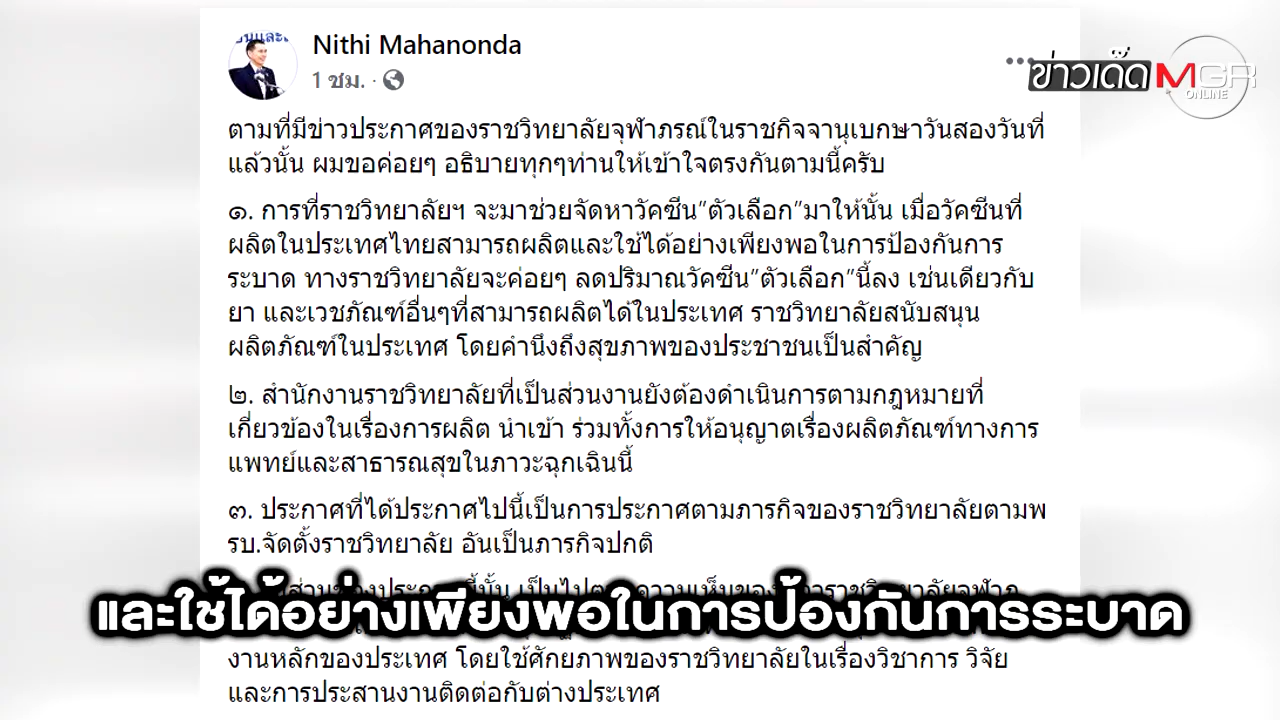 ปนและ
Nithi Mahanonda
1 ชม. ·
ข่าวเด็ด MGR
ONLINE
ตามที่มีข่าวประกาศของราชวิทยาลัยจุฬาภรณ์ในราชกิจจานุเบกษาวันสองวันที่
แล้วนั้น ผมขอค่อยๆ อธิบายทุกๆท่านให้เข้าใจตรงกันตามนี้ครับ
๑. การที่ราชวิทยาลัยฯ จะมาช่วยจัดหาวัคซีน"ตัวเลือก"มาให้นั้น เมื่อวัคซีนที่
ผลิตในประเทศไทยสามารถผลิตและใช้ได้อย่างเพียงพอในการป้องกันการ
ระบาด ทางราชวิทยาลัยจะค่อยๆ ลดปริมาณวัคซีน"ตัวเลือก"นี้ลง เช่นเดียวกับ
ยา และเวชภัณฑ์อื่นๆที่สามารถผลิตได้ในประเทศ ราชวิทยาลัยสนับสนุน
ผลิตภัณฑ์ในประเทศ โดยคำนึงถึงสุขภาพของประชาชนเป็นสำคัญ
๒. สำนักงานราชวิทยาลัยที่เป็นส่วนงานยังต้องดำเนินการตามกฎหมายที่
เกี่ยวข้องในเรื่องการผลิต นำเข้า ร่วมทั้งการให้อนุญาตเรื่องผลิตภัณฑ์ทางการ
แพทย์และสาธารณสุขในภาวะฉุกเฉินนี้
๓. ประกาศที่ได้ประกาศไปนี้เป็นการประกาศตามภารกิจของราชวิทยาลัยตามพ
รบ.จัดตั้งราชวิทยาลัย อันเป็นภารกิจปกติ
และใช้ได้อย่างเพียงพอในการป้องกันการระบาด
งานหลักของประเทศ โดยใช้ศักยภาพของราชวิทยาลัยในเรื่องวิชาการ วิจัย
และการประสานงานติดต่อกับต่างประเทศ